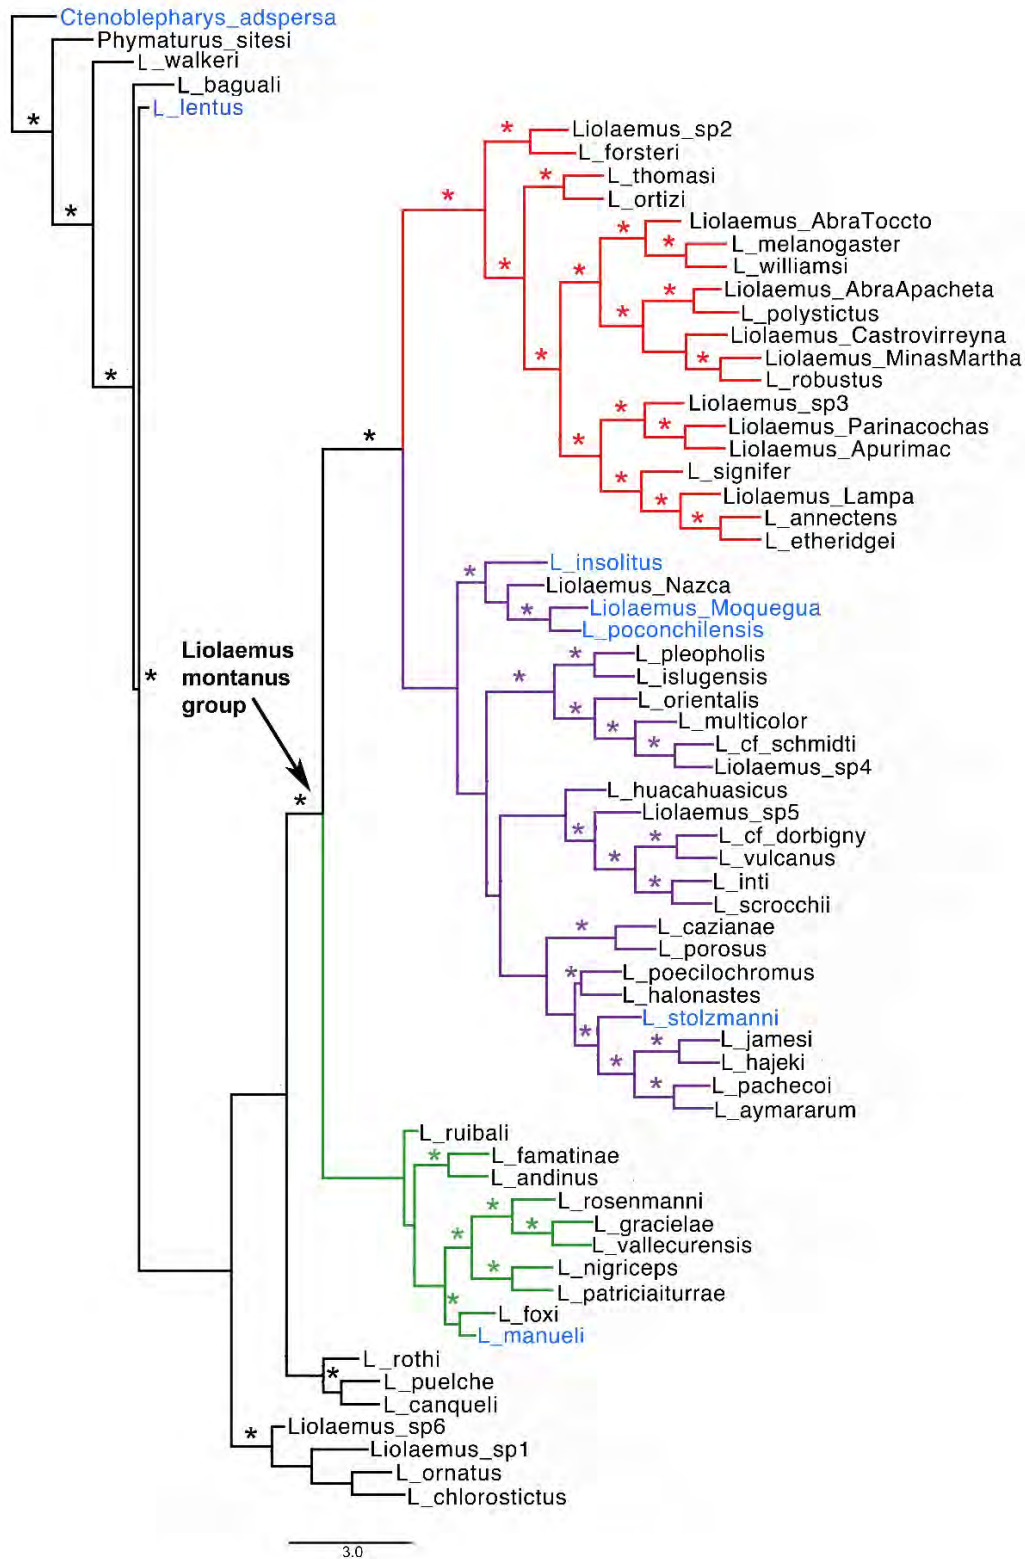 Ctenoblepharys_adspersa
Phymaturus_sitesi
L_walkeri
L_baguali
L_lentus
Liolaemus_sp2
L_forsteri
L_thomasi
L_ortizi
Liolaemus_AbraToccto
L_melanogaster
L_williamsi
Liolaemus_AbraApacheta
L_polystictus
Liolaemus_Castrovirreyna
Liolaemus_MinasMartha
L_robustus
Liolaemus_sp3
Liolaemus_Parinacochas
Liolaemus_Apurimac
L_signifer
Liolaemus_Lampa
L_annectens
L_etheridgei
L_insolitus
Liolaemus_Nazca
Liolaemus_Moquegua
L_poconchilensis
Liolaemus
montanus
group
L_pleopholis
L_islugensis
L_orientalis
L_multicolor
L_cf_schmidti
Liolaemus_sp4
L_huacahuasicus
Liolaemus_sp5
L_cf_dorbigny
L_vulcanus
L_inti
L_scrocchii
L_cazianae
L_porosus
L_poecilochromus
L_halonastes
L_stolzmanni
L_jamesi
L_hajeki
L_pachecoi
L_aymararum
L_ruibali
L_famatinae
L_andinus
L_rosenmanni
L_gracielae
L_vallecurensis
L_nigriceps
L_patriciaiturrae
L_foxi
L_manueli
L_rothi
L_puelche
L_canqueli
Liolaemus_sp6
Liolaemus_sp1
L_ornatus
L_chlorostictus
3.0